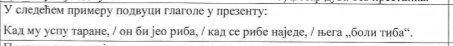 У следећем примеру подвуци глаголе у презенту:
Кад му успу таране, / он би јео риба, / кад се рибе наједе, / њега „боли тиба“.